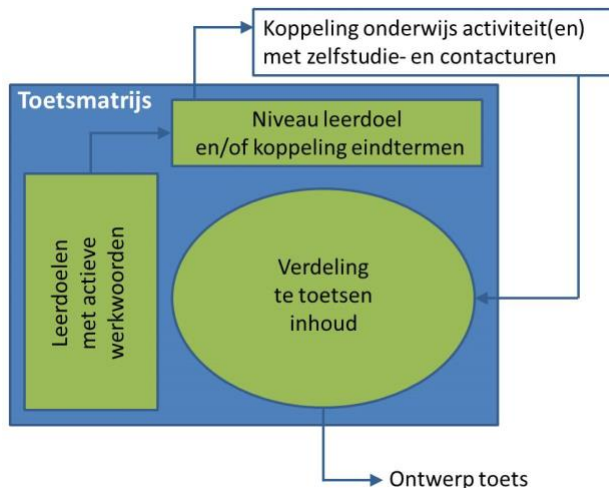 Koppeling onderwijs activiteit(en)
met zelfstudie- en contacturen
Toetsmatrijs
Niveau leerdoel
en/of koppeling eindtermen
Leerdoelen
met actieve
werkwoorden
Verdeling
te toetsen
inhoud
Ontwerp toets